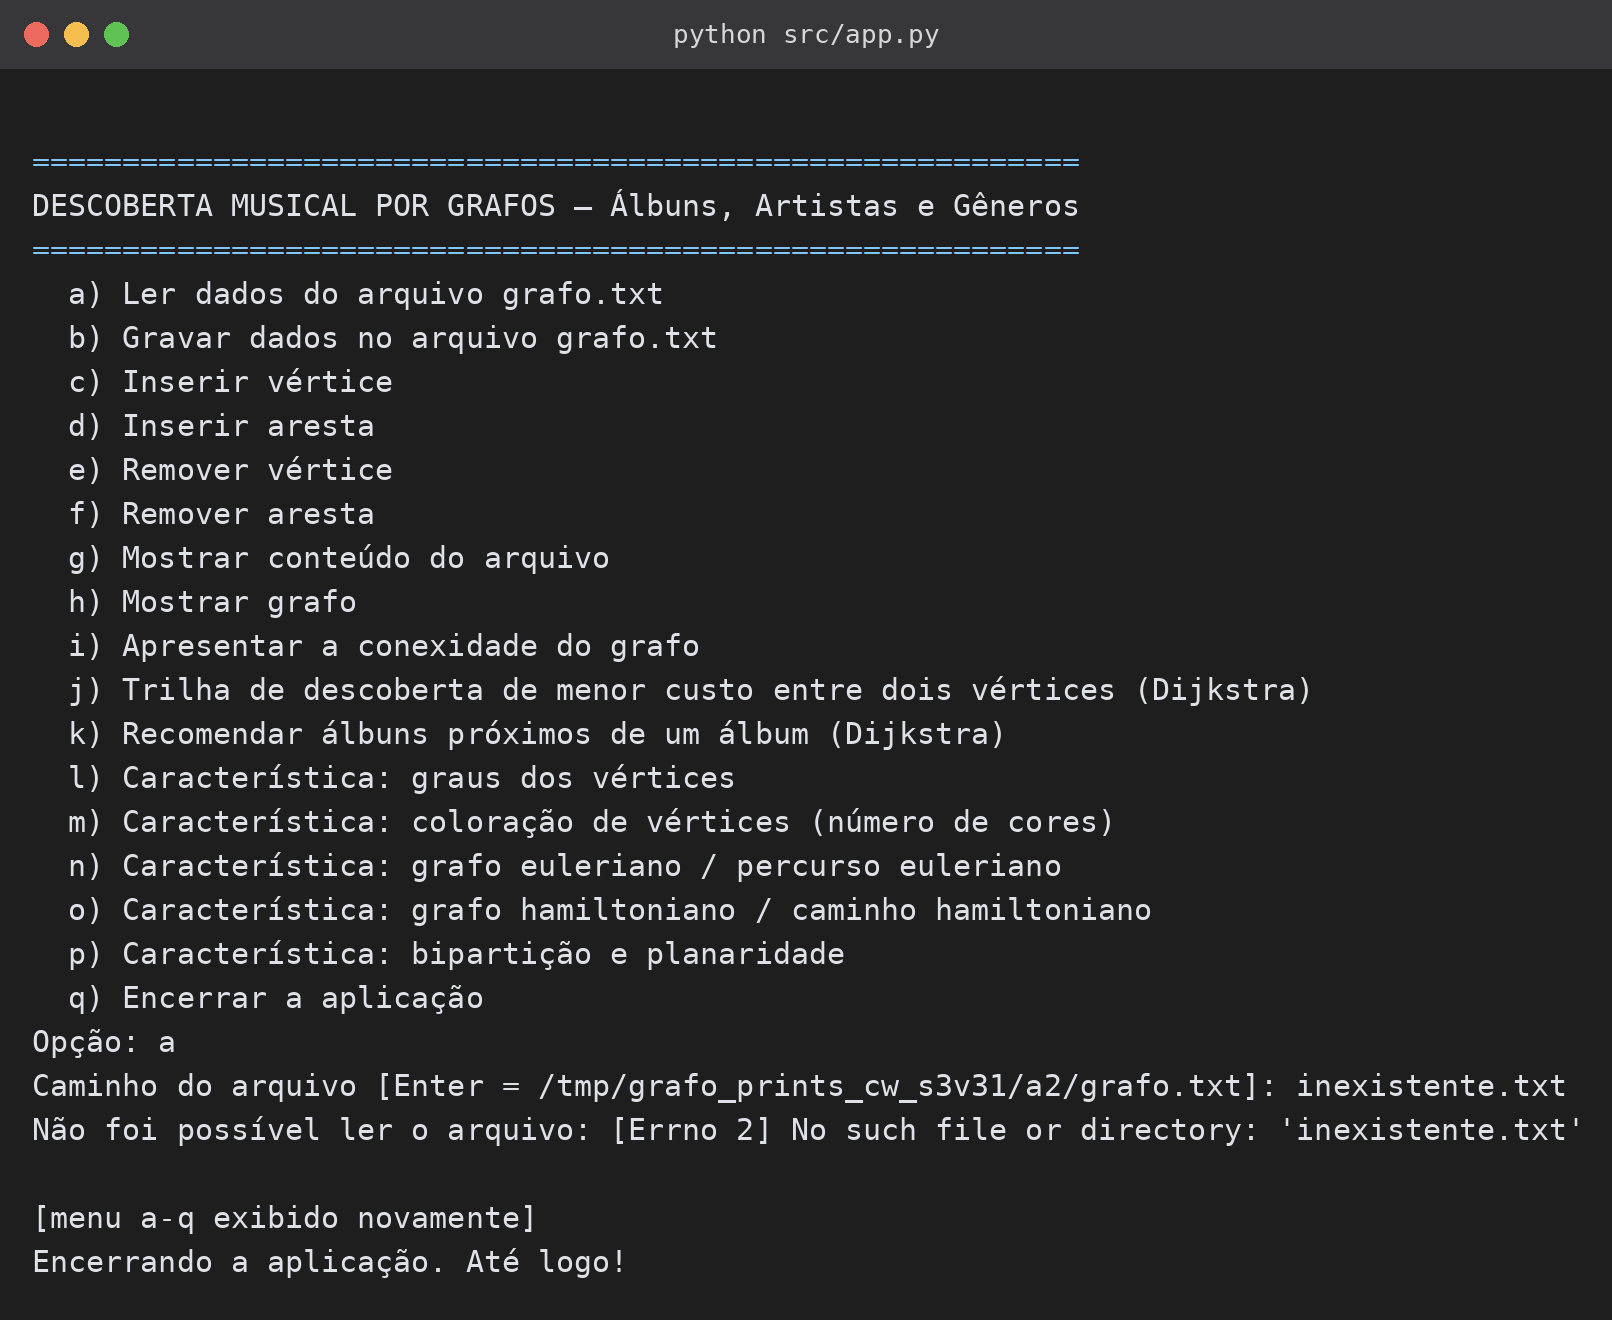 python src/app.py
==========================================================
DESCOBERTA MUSICAL POR GRAFOS — Álbuns, Artistas e Gêneros
==========================================================
a) Ler dados do arquivo grafo.txt
b) Gravar dados no arquivo grafo.txt
c) Inserir vértice
d) Inserir aresta
e) Remover vértice
f) Remover aresta
g) Mostrar conteúdo do arquivo
h) Mostrar grafo
i) Apresentar a conexidade do grafo
j) Trilha de descoberta de menor custo entre dois vértices (Dijkstra)
k) Recomendar álbuns próximos de um álbum (Dijkstra)
l) Característica: graus dos vértices
m) Característica: coloração de vértices (número de cores)
n) Característica: grafo euleriano / percurso euleriano
o) Característica: grafo hamiltoniano / caminho hamiltoniano
p) Característica: bipartição e planaridade
q) Encerrar a aplicação
Opção: a
Caminho do arquivo [Enter = /tmp/grafo_prints_cw_s3v31/a2/grafo.txt]: inexistente.txt
Não foi possível ler o arquivo: [Errno 2] No such file or directory: 'inexistente.txt'
[menu a-q exibido novamente]
Encerrando a aplicação. Até logo!